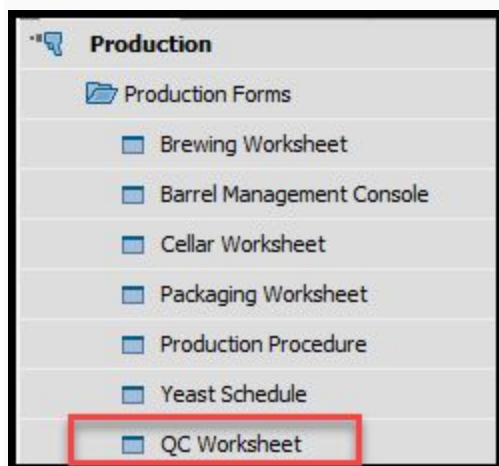 Production
Production Forms
Brewing Worksheet
Barrel Management Console
Cellar Worksheet
Packaging Worksheet
Production Procedure
Yeast Schedule
QC Worksheet